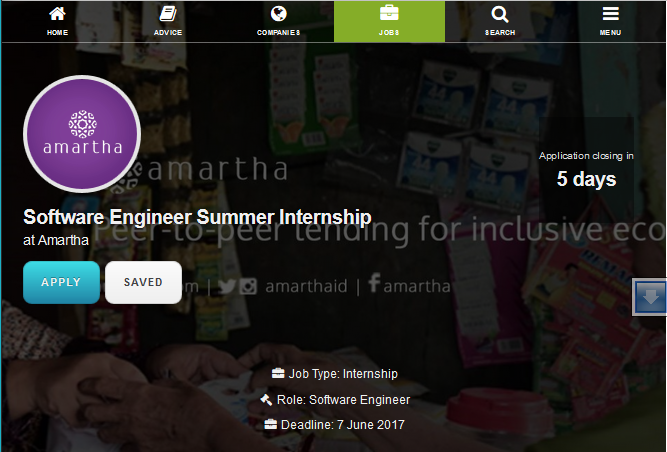 HOME
ADVICE
COMPANIES
JOBS
SEARCH
MENU
amartha
amartha
Application closing in
5 days
Software Engineer Summer Internship
at Amartha
Peer-to-peer lending for inclusive eco
APPLY
SAVED
om | amarthaid | amartha
Job Type: Internship
Role: Software Engineer
Deadline: 7 June 2017